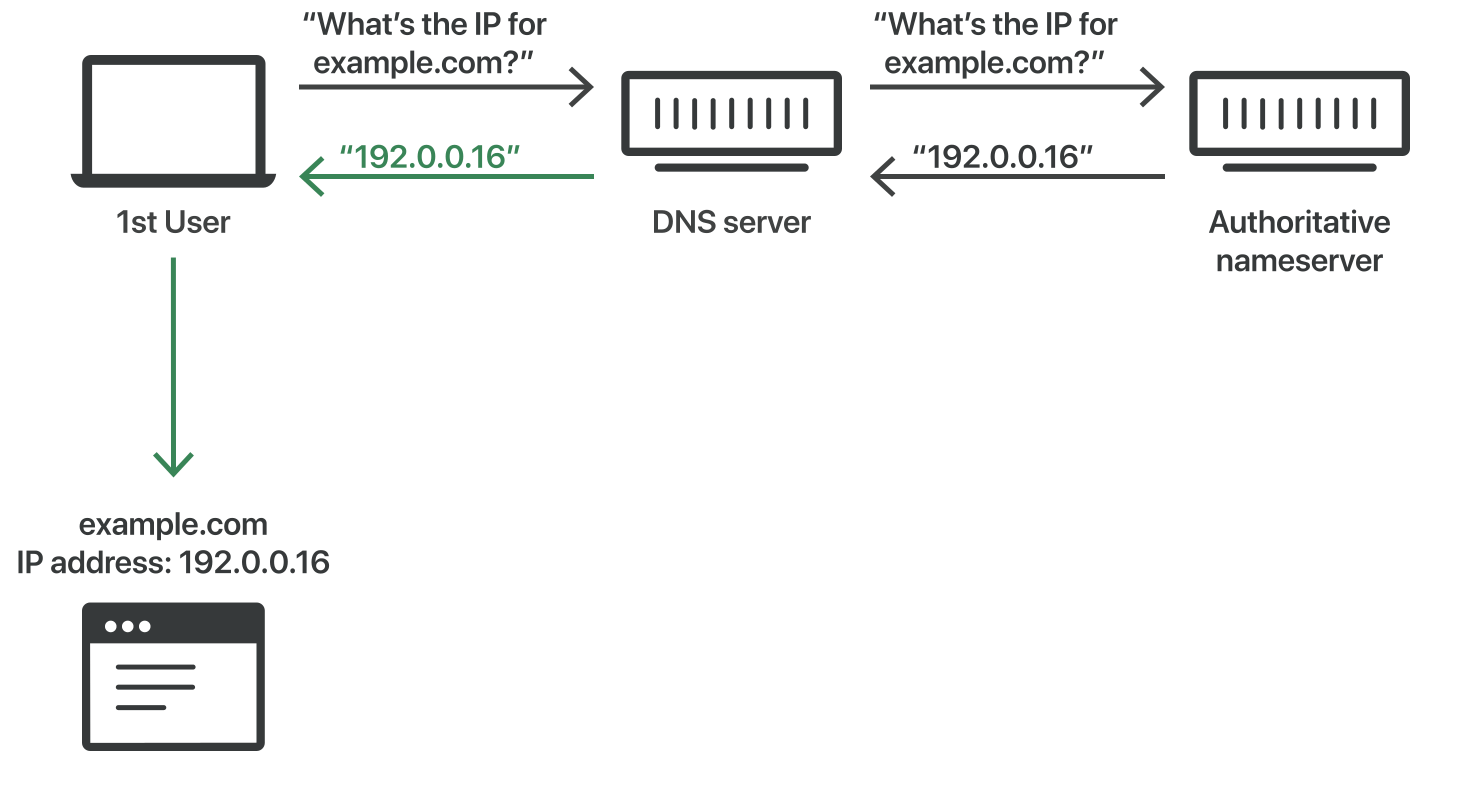 “What’s the IP for
example.com?”
“What’s the IP for
example.com?”
“192.0.0.16”
“192.0.0.16”
1st User
DNS server
Authoritative
nameserver
example.com
IP address: 192.0.0.16